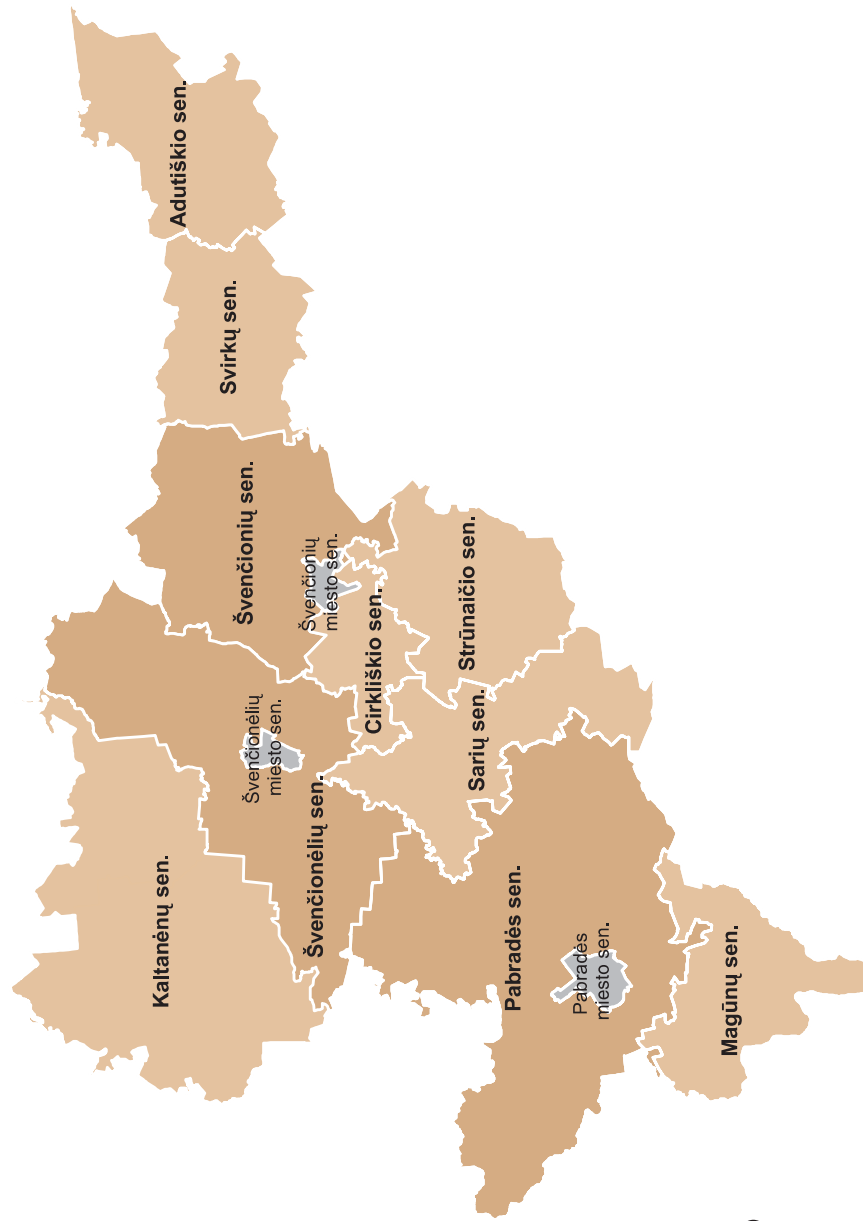 Adutiškio sen.
Svirkų sen.
Švenčionių sen.
Švenčionių
miesto sen.
Cirkliškio sen.
Strūnaičio sen.
Švenčionėlių
miesto sen.
Sarių sen.
Švenčionėlių sen.
Kaltanėnų sen.
Pabradės sen.
Pabradės
miesto sen.
Magūnų sen.